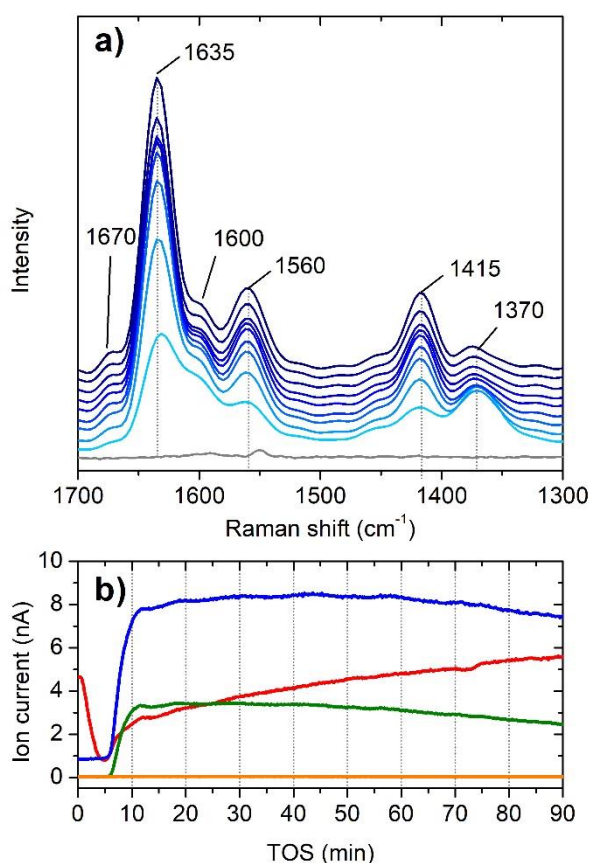 a)
1635
1670
1600
1560
1415
1370
Intensity
1700 1600 1500 1400 1300
Raman shift (cm⁻¹)
b)
Ion current (nA)
10
8
6
4
2
0
0 10 20 30 40 50 60 70 80 90
TOS (min)